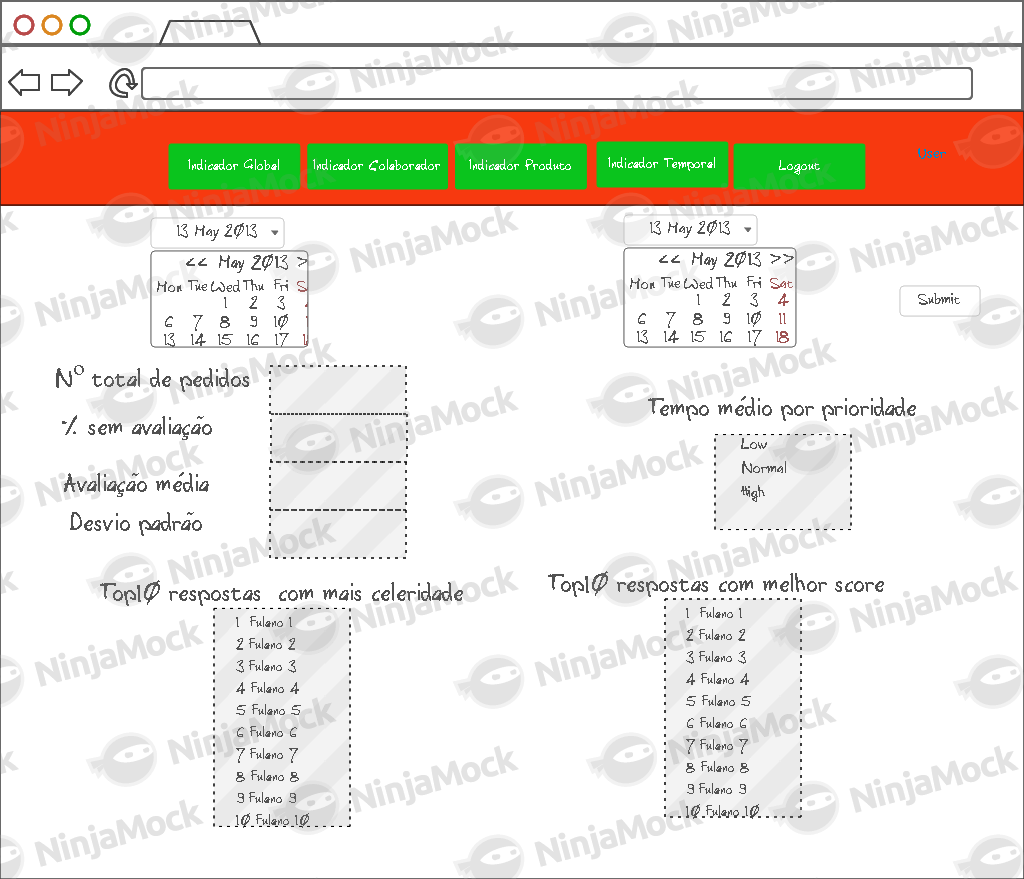 Indicador Global
Indicador Colaborador
Indicador Produto
Indicador Temporal
Logout
User
13 May 2013
<< May 2013 >
Mon Tue Wed Thu Fri S
1 2 3
6 7 8 9 10
13 14 15 16 17
13 May 2013
<< May 2013 >>
Mon Tue Wed Thu Fri Sat
1 2 3 4
6 7 8 9 10 11
13 14 15 16 17 18
Submit
Nº total de pedidos
% sem avaliação
Avaliação média
Desvio padrão
Tempo médio por prioridade
Low
Normal
High
Top10 respostas com mais celeridade
1 Fulano 1
2 Fulano 2
3 Fulano 3
4 Fulano 4
5 Fulano 5
6 Fulano 6
7 Fulano 7
8 Fulano 8
9 Fulano 9
10 Fulano 10
Top10 respostas com melhor score
1 Fulano 1
2 Fulano 2
3 Fulano 3
4 Fulano 4
5 Fulano 5
6 Fulano 6
7 Fulano 7
8 Fulano 8
9 Fulano 9
10 Fulano 10
NinjaMock